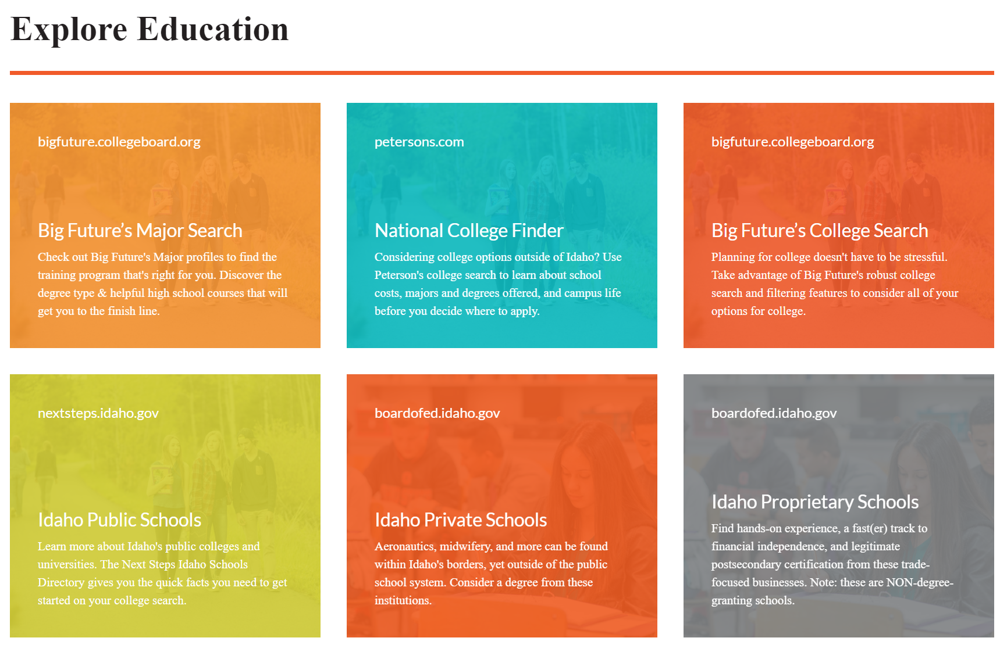 Explore Education
bigfuture.collegeboard.org
Big Future’s Major Search
Check out Big Future's Major profiles to find the
training program that's right for you. Discover the
degree type & helpful high school courses that will
get you to the finish line.
petersons.com
National College Finder
Considering college options outside of Idaho? Use
Peterson's college search to learn about school
costs, majors and degrees offered, and campus life
before you decide where to apply.
bigfuture.collegeboard.org
Big Future’s College Search
Planning for college doesn't have to be stressful.
Take advantage of Big Future's robust college
search and filtering features to consider all of your
options for college.
nextsteps.idaho.gov
Idaho Public Schools
Learn more about Idaho's public colleges and
universities. The Next Steps Idaho Schools
Directory gives you the quick facts you need to get
started on your college search.
boardofed.idaho.gov
Idaho Private Schools
Aeronautics, midwifery, and more can be found
within Idaho's borders, yet outside of the public
school system. Consider a degree from these
institutions.
boardofed.idaho.gov
Idaho Proprietary Schools
Find hands-on experience, a fast(er) track to
financial independence, and legitimate
postsecondary certification from these trade-
focused businesses. Note: these are NON-degree-
granting schools.